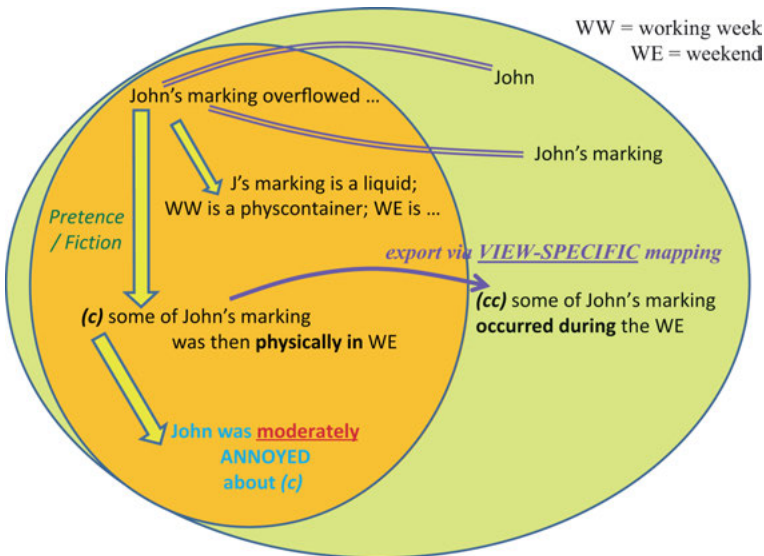 WW = working week
WE = weekend
John
John's marking overflowed ...
John's marking
J's marking is a liquid;
WW is a physcontainer; WE is ...
Pretence
/ Fiction
export via VIEW-SPECIFIC mapping
(c) some of John's marking
was then physically in WE
(cc) some of John's marking
occurred during the WE
John was moderately
ANNOYED
about (c)